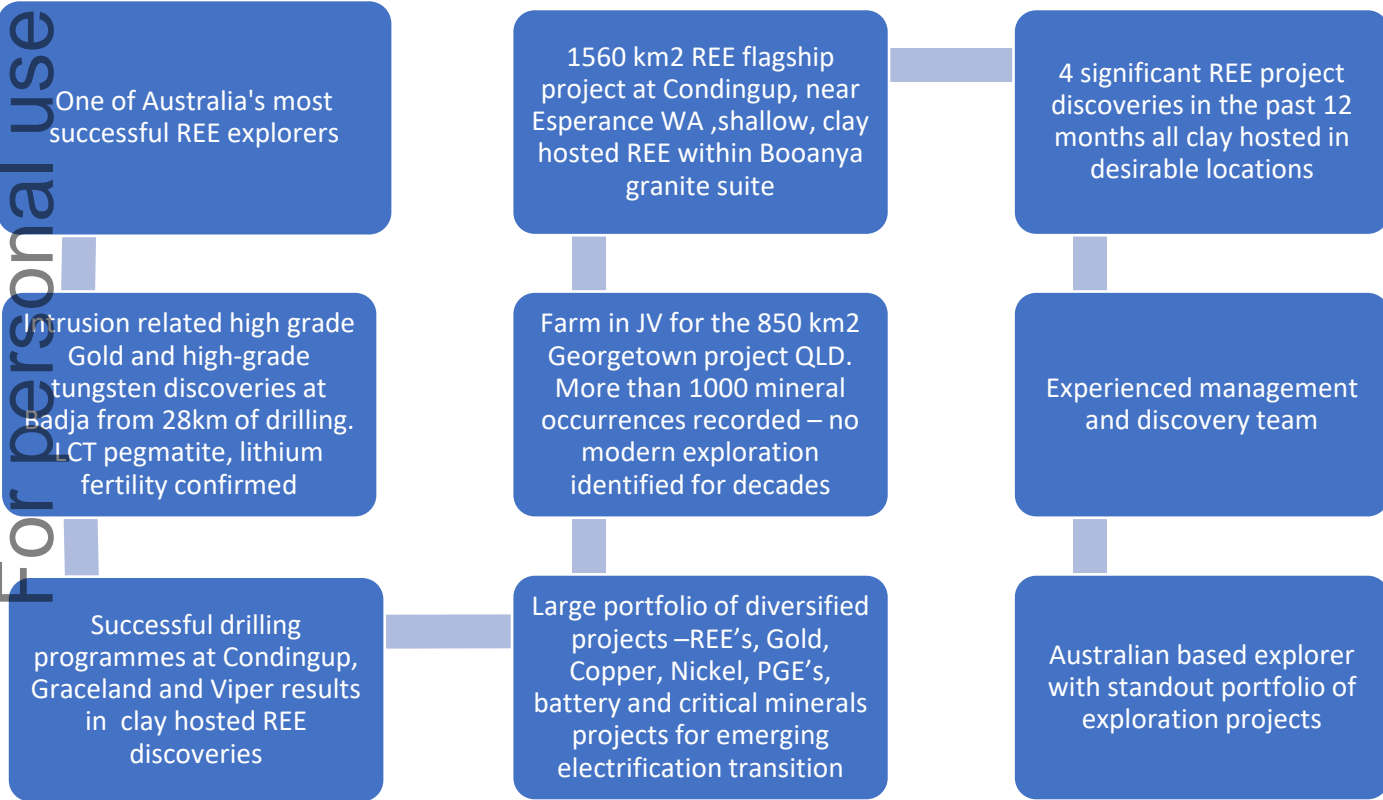 For personal use
One of Australia's most
successful REE explorers
Intrusion related high grade
Gold and high-grade
tungsten discoveries at
Badja from 28km of drilling.
LCT pegmatite, lithium
fertility confirmed
Successful drilling
programmes at Condingup,
Graceland and Viper results
in clay hosted REE
discoveries
Large portfolio of diversified
projects –REE's, Gold,
Copper, Nickel, PGE's,
battery and critical minerals
projects for emerging
electrification transition
Farm in JV for the 850 km2
Georgetown project QLD.
More than 1000 mineral
occurrences recorded – no
modern exploration
identified for decades
1560 km2 REE flagship
project at Condingup, near
Esperance WA ,shallow, clay
hosted REE within Booanya
granite suite
4 significant REE project
discoveries in the past 12
months all clay hosted in
desirable locations
Experienced management
and discovery team
Australian based explorer
with standout portfolio of
exploration projects